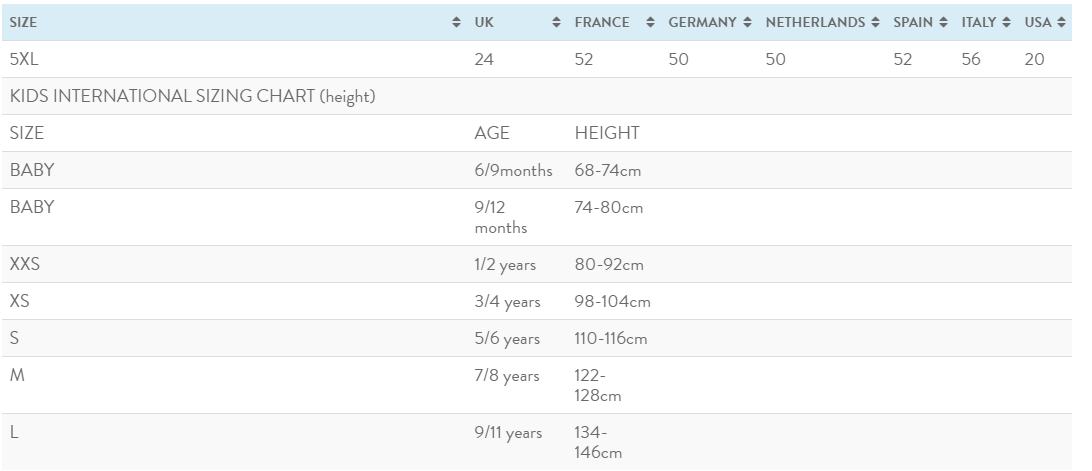 SIZE UK FRANCE GERMANY NETHERLANDS SPAIN ITALY USA
5XL 24 52 50 50 52 56 20
KIDS INTERNATIONAL SIZING CHART (height)
SIZE AGE HEIGHT
BABY 6/9months 68-74cm
BABY 9/12 74-80cm
months
XXS 1/2 years 80-92cm
XS 3/4 years 98-104cm
S 5/6 years 110-116cm
M 7/8 years 122-
128cm
L 9/11 years 134-
146cm